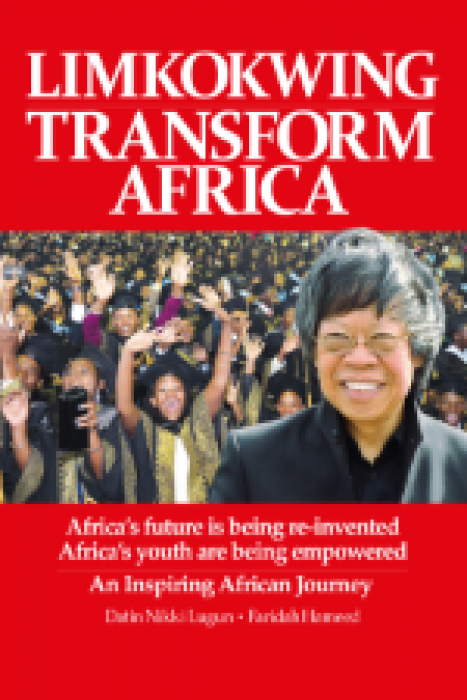 LIMKOKWING
TRANSFORM
AFRICA
Africa's future is being re-invented
Africa's youth are being empowered
An Inspiring African Journey
Datin Nikki Lugun • Faridah Hameed